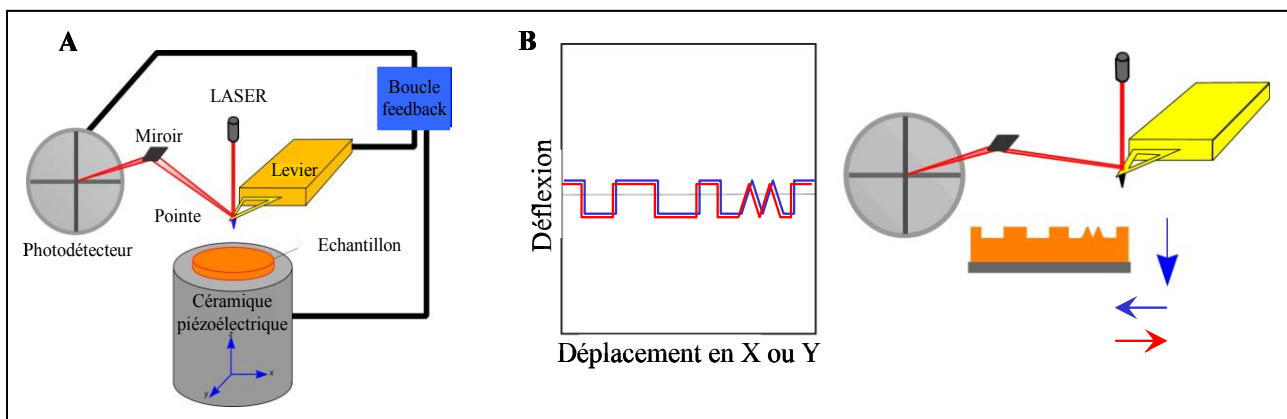 A
LASER
Boucle
feedback
Miroir
Levier
Pointe
Photodétecteur
Echantillon
Céramique
piézoélectrique
z
x
y
B
Déflexion
Déplacement en X ou Y